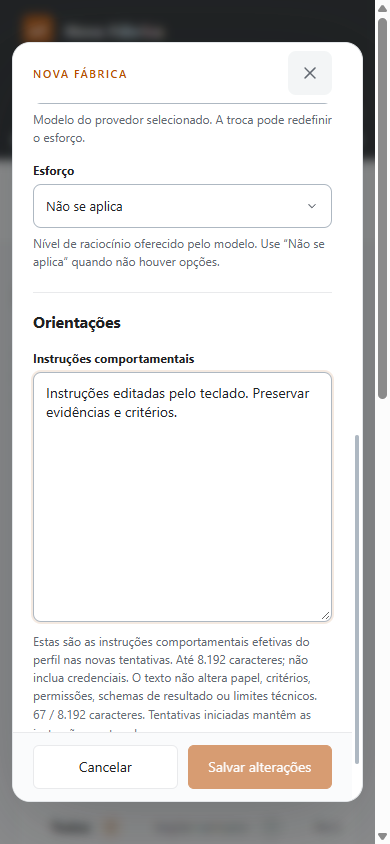 NOVA FÁBRICA
Modelo do provedor selecionado. A troca pode redefinir
o esforço.
Esforço
Não se aplica
Nível de raciocínio oferecido pelo modelo. Use “Não se
aplica” quando não houver opções.
Orientações
Instruções comportamentais
Instruções editadas pelo teclado. Preservar
evidências e critérios.
Estas são as instruções comportamentais efetivas do
perfil nas novas tentativas. Até 8.192 caracteres; não
inclua credenciais. O texto não altera papel, critérios,
permissões, schemas de resultado ou limites técnicos.
67 / 8.192 caracteres. Tentativas iniciadas mantêm as
Cancelar
Salvar alterações